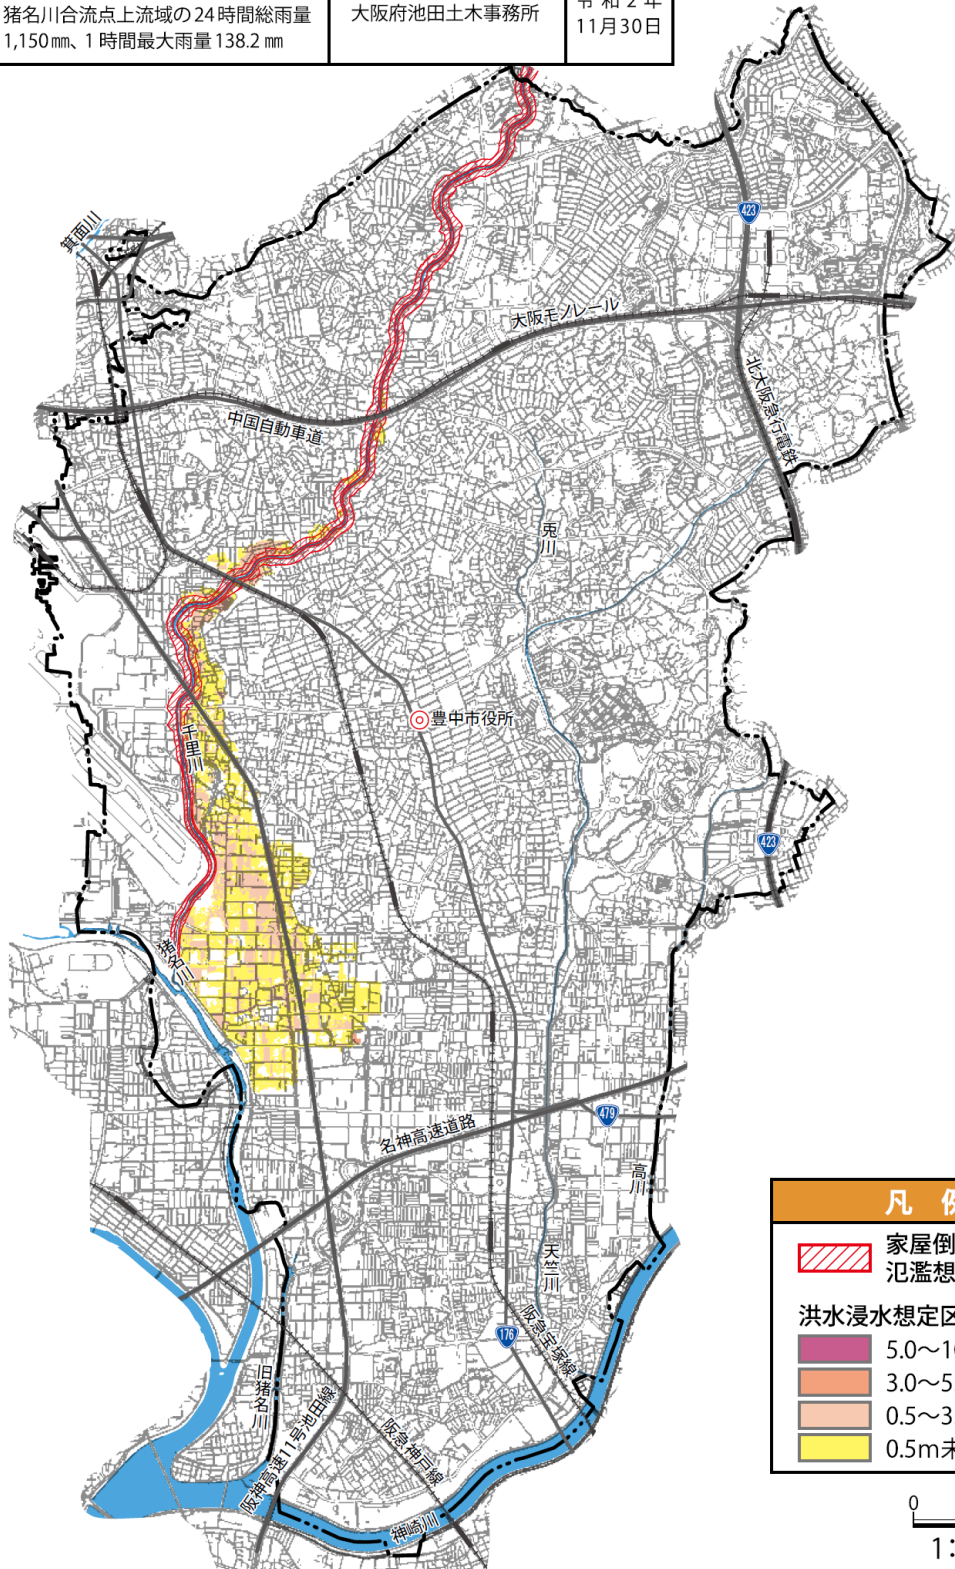 猪名川合流点上流域の24時間総雨量
1,150㎜、1時間最大雨量138.2㎜
大阪府池田土木事務所
令和2年
11月30日
箕面川
423
大阪モノレール
中国自動車道
北大阪急行電鉄
兎川
豊中市役所
千里川
423
猪名川
479
名神高速道路
高川
天竺川
176
阪急宝塚線
旧猪名川
阪神高速11号池田線
阪急神戸線
神崎川
凡 例
家屋倒
氾濫想
洪水浸水想定区
5.0～1
3.0～5
0.5～3
0.5m未
0
1: